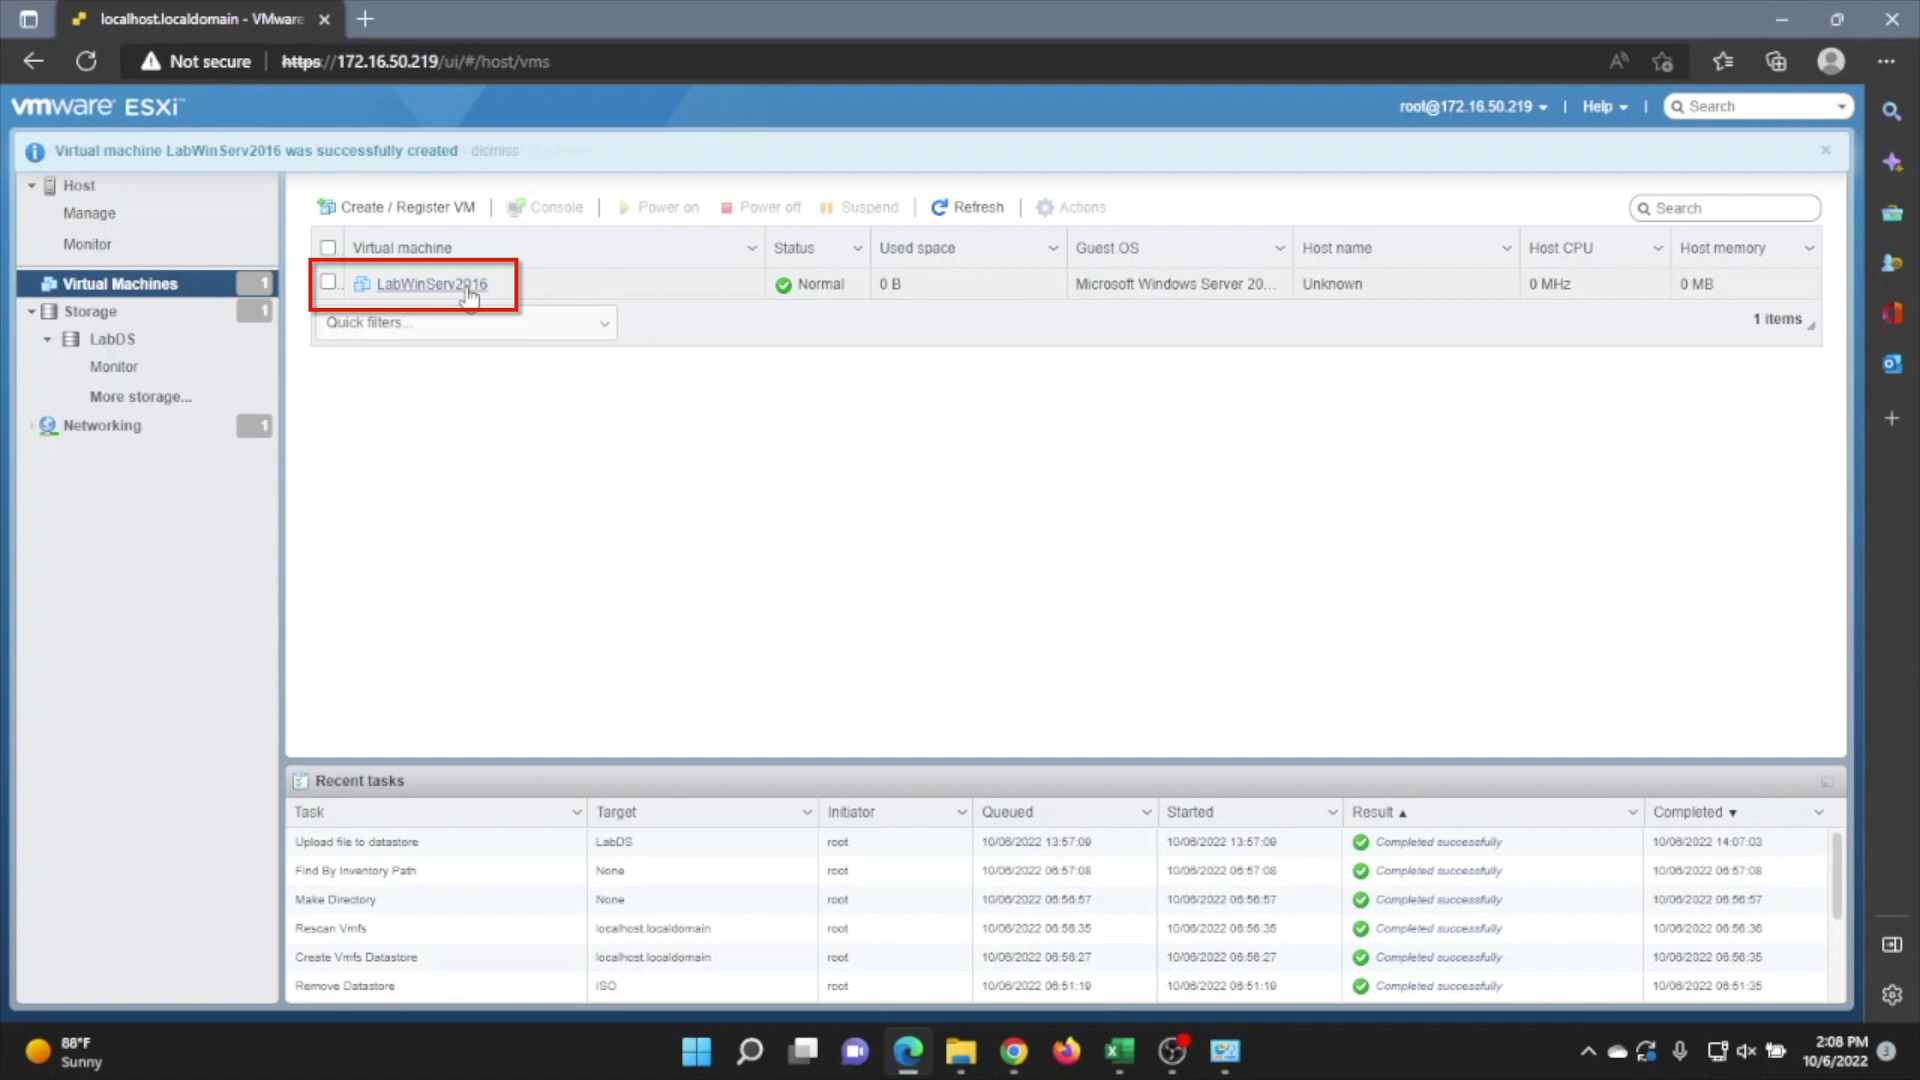 localhost.localdomain - VMware
Not secure https://172.16.50.219/ui/#/host/vms
vmware ESXi™
root@172.16.50.219 | Help | Search
Virtual machine LabWinServ2016 was successfully created - dismiss
Host
Manage
Monitor
Virtual Machines 1
Storage 1
LabDS
Monitor
More storage...
Networking 1
Create / Register VM | Console | Power on Power off Suspend | Refresh | Actions
Search
Virtual machine Status Used space Guest OS Host name Host CPU Host memory
LabWinServ2016 Normal 0 B Microsoft Windows Server 20... Unknown 0 MHz 0 MB
Quick filters...
1 items
Recent tasks
Task Target Initiator Queued Started Result ▲ Completed ▼
Upload file to datastore LabDS root 10/06/2022 13:57:09 10/06/2022 13:57:09 Completed successfully 10/06/2022 14:07:03
Find By Inventory Path None root 10/06/2022 06:57:08 10/06/2022 06:57:08 Completed successfully 10/06/2022 06:57:08
Make Directory None root 10/06/2022 06:56:57 10/06/2022 06:56:57 Completed successfully 10/06/2022 06:56:57
Rescan Vmfs localhost.localdomain root 10/06/2022 06:56:35 10/06/2022 06:56:35 Completed successfully 10/06/2022 06:56:36
Create Vmfs Datastore localhost.localdomain root 10/06/2022 06:56:27 10/06/2022 06:56:27 Completed successfully 10/06/2022 06:56:35
Remove Datastore ISO root 10/06/2022 06:51:19 10/06/2022 06:51:19 Completed successfully 10/06/2022 06:51:35
88°F
Sunny
2:08 PM
10/6/2022
3